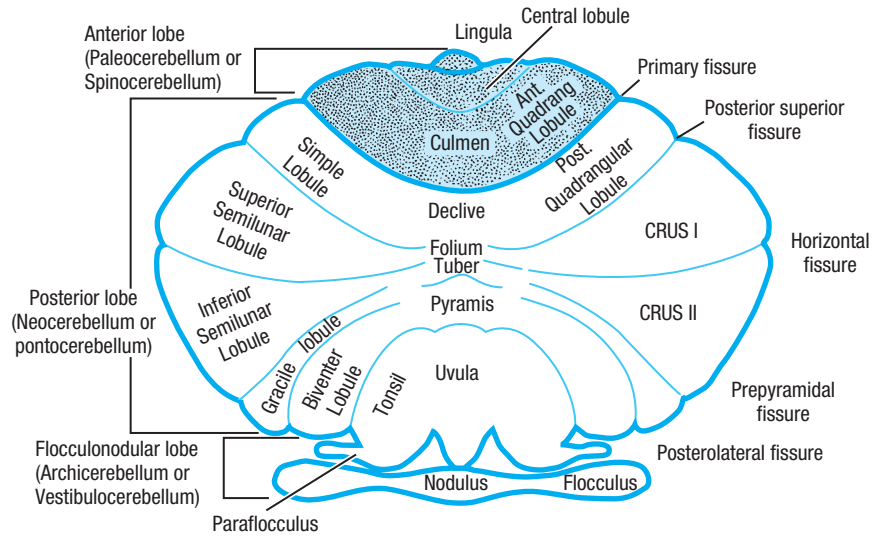 Anterior lobe
(Paleocerebellum or
Spinocerebellum)
Lingula
Central lobule
Primary fissure
Posterior superior
fissure
Ant.
Quadrang
Lobule
Culmen
Simple
Lobule
Post.
Quadrangular
Lobule
Superior
Semilunar
Lobule
Declive
CRUS I
Folium
Tuber
Horizontal
fissure
Posterior lobe
(Neocerebellum or
pontocerebellum)
Inferior
Semilunar
Lobule
Pyramis
CRUS II
Gracile lobule
Biventer
Lobule
Tonsil
Uvula
Prepyramidal
fissure
Flocculonodular lobe
(Archicerebellum or
Vestibulocerebellum)
Posterolateral fissure
Nodulus
Flocculus
Paraflocculus